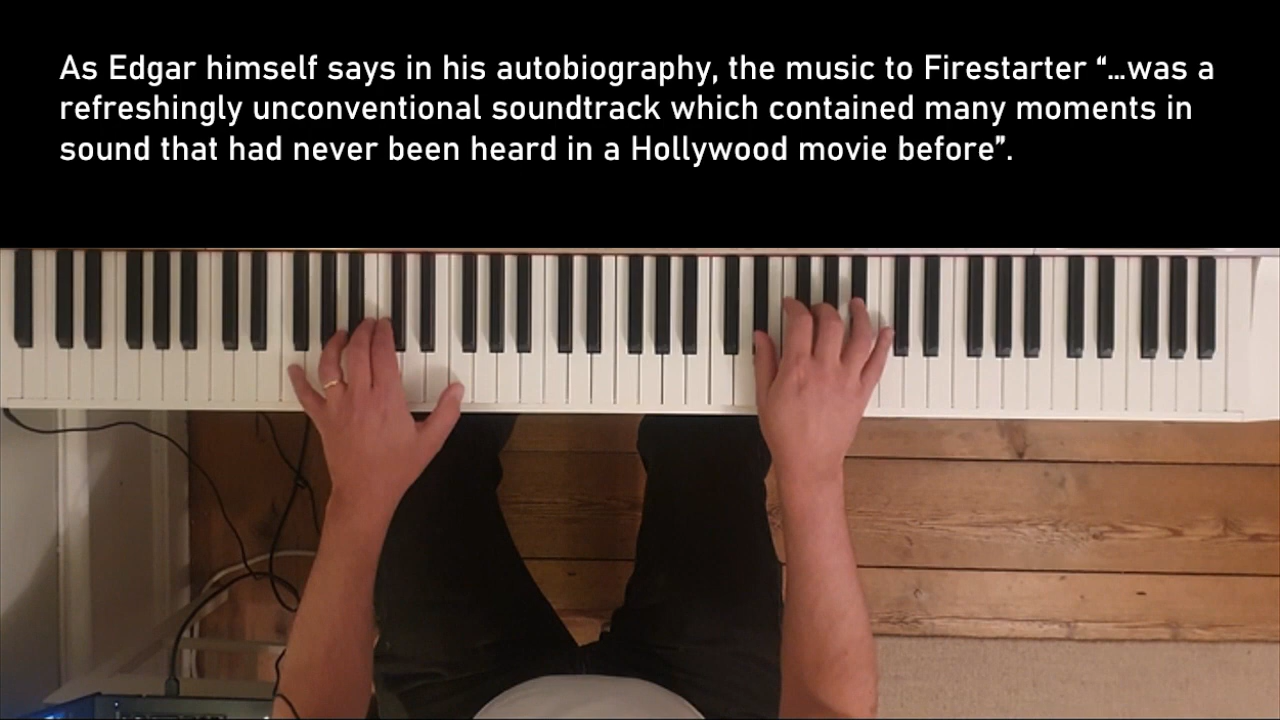 As Edgar himself says in his autobiography, the music to Firestarter “...was a
refreshingly unconventional soundtrack which contained many moments in
sound that had never been heard in a Hollywood movie before”.